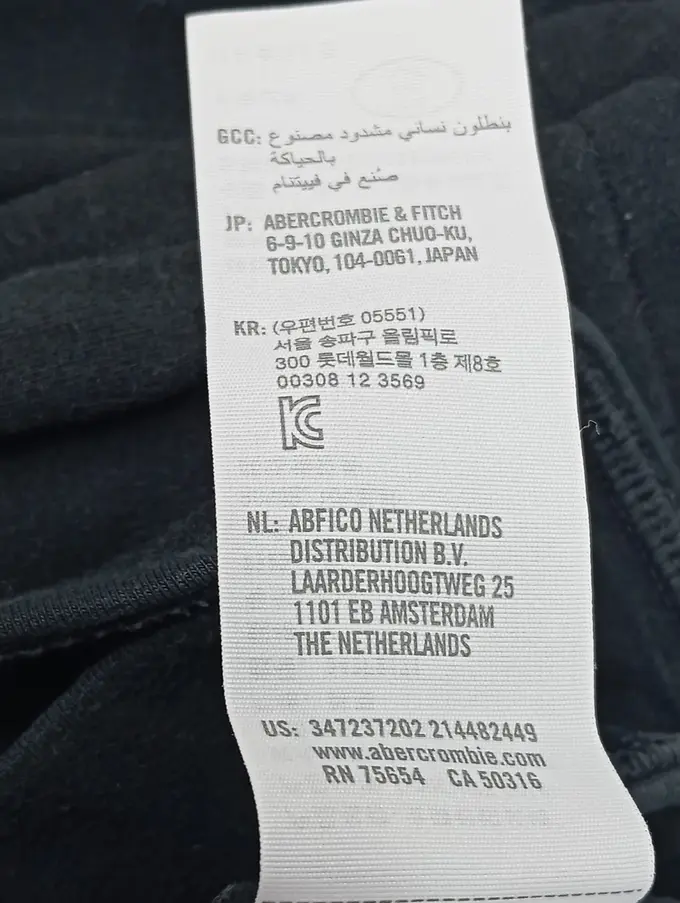 GCC: بنطلون نسائي مشدود مصنوع
بالحياكة
صُنع في فييتنام
JP: ABERCROMBIE & FITCH
6-9-10 GINZA CHUO-KU,
TOKYO, 104-0061, JAPAN
KR: (우편번호 05551)
서울 송파구 올림픽로
300 롯데월드몰 1층 제8호
00308 12 3569
KC
NL: ABFICO NETHERLANDS
DISTRIBUTION B.V.
LAARDERHOOGTWEG 25
1101 EB AMSTERDAM
THE NETHERLANDS
US: 347237202 214482449
www.abercrombie.com
RN 75654 CA 50316